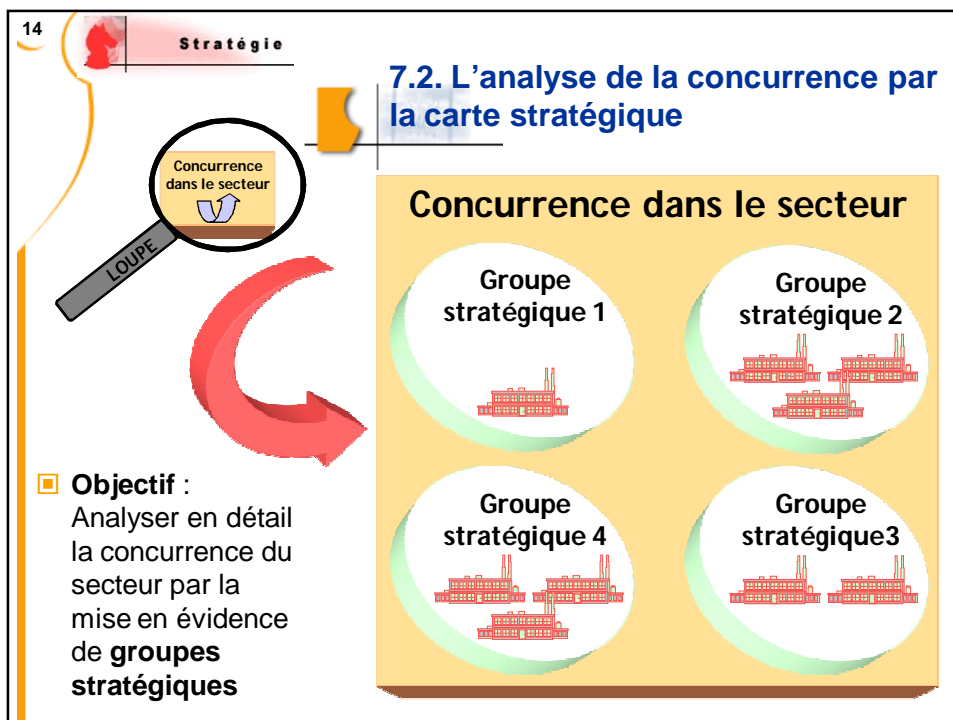 14
Stratégie
7.2. L'analyse de la concurrence par
la carte stratégique
Concurrence
dans le secteur
LOUPE
Concurrence dans le secteur
Groupe
stratégique 1
Groupe
stratégique 2
Groupe
stratégique 4
Groupe
stratégique3
Objectif :
Analyser en détail
la concurrence du
secteur par la
mise en évidence
de groupes
stratégiques